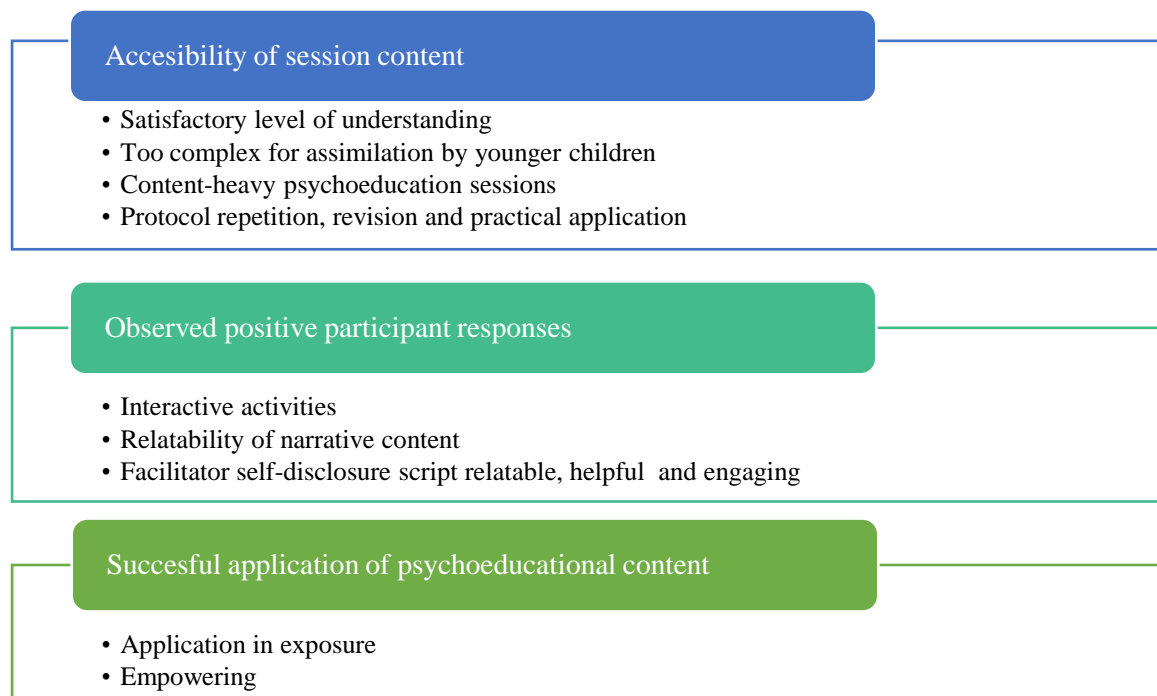 Accesibility of session content
• Satisfactory level of understanding
• Too complex for assimilation by younger children
• Content-heavy psychoeducation sessions
• Protocol repetition, revision and practical application
Observed positive participant responses
• Interactive activities
• Relatability of narrative content
• Facilitator self-disclosure script relatable, helpful  and engaging
Succesful application of psychoeducational content
• Application in exposure
• Empowering